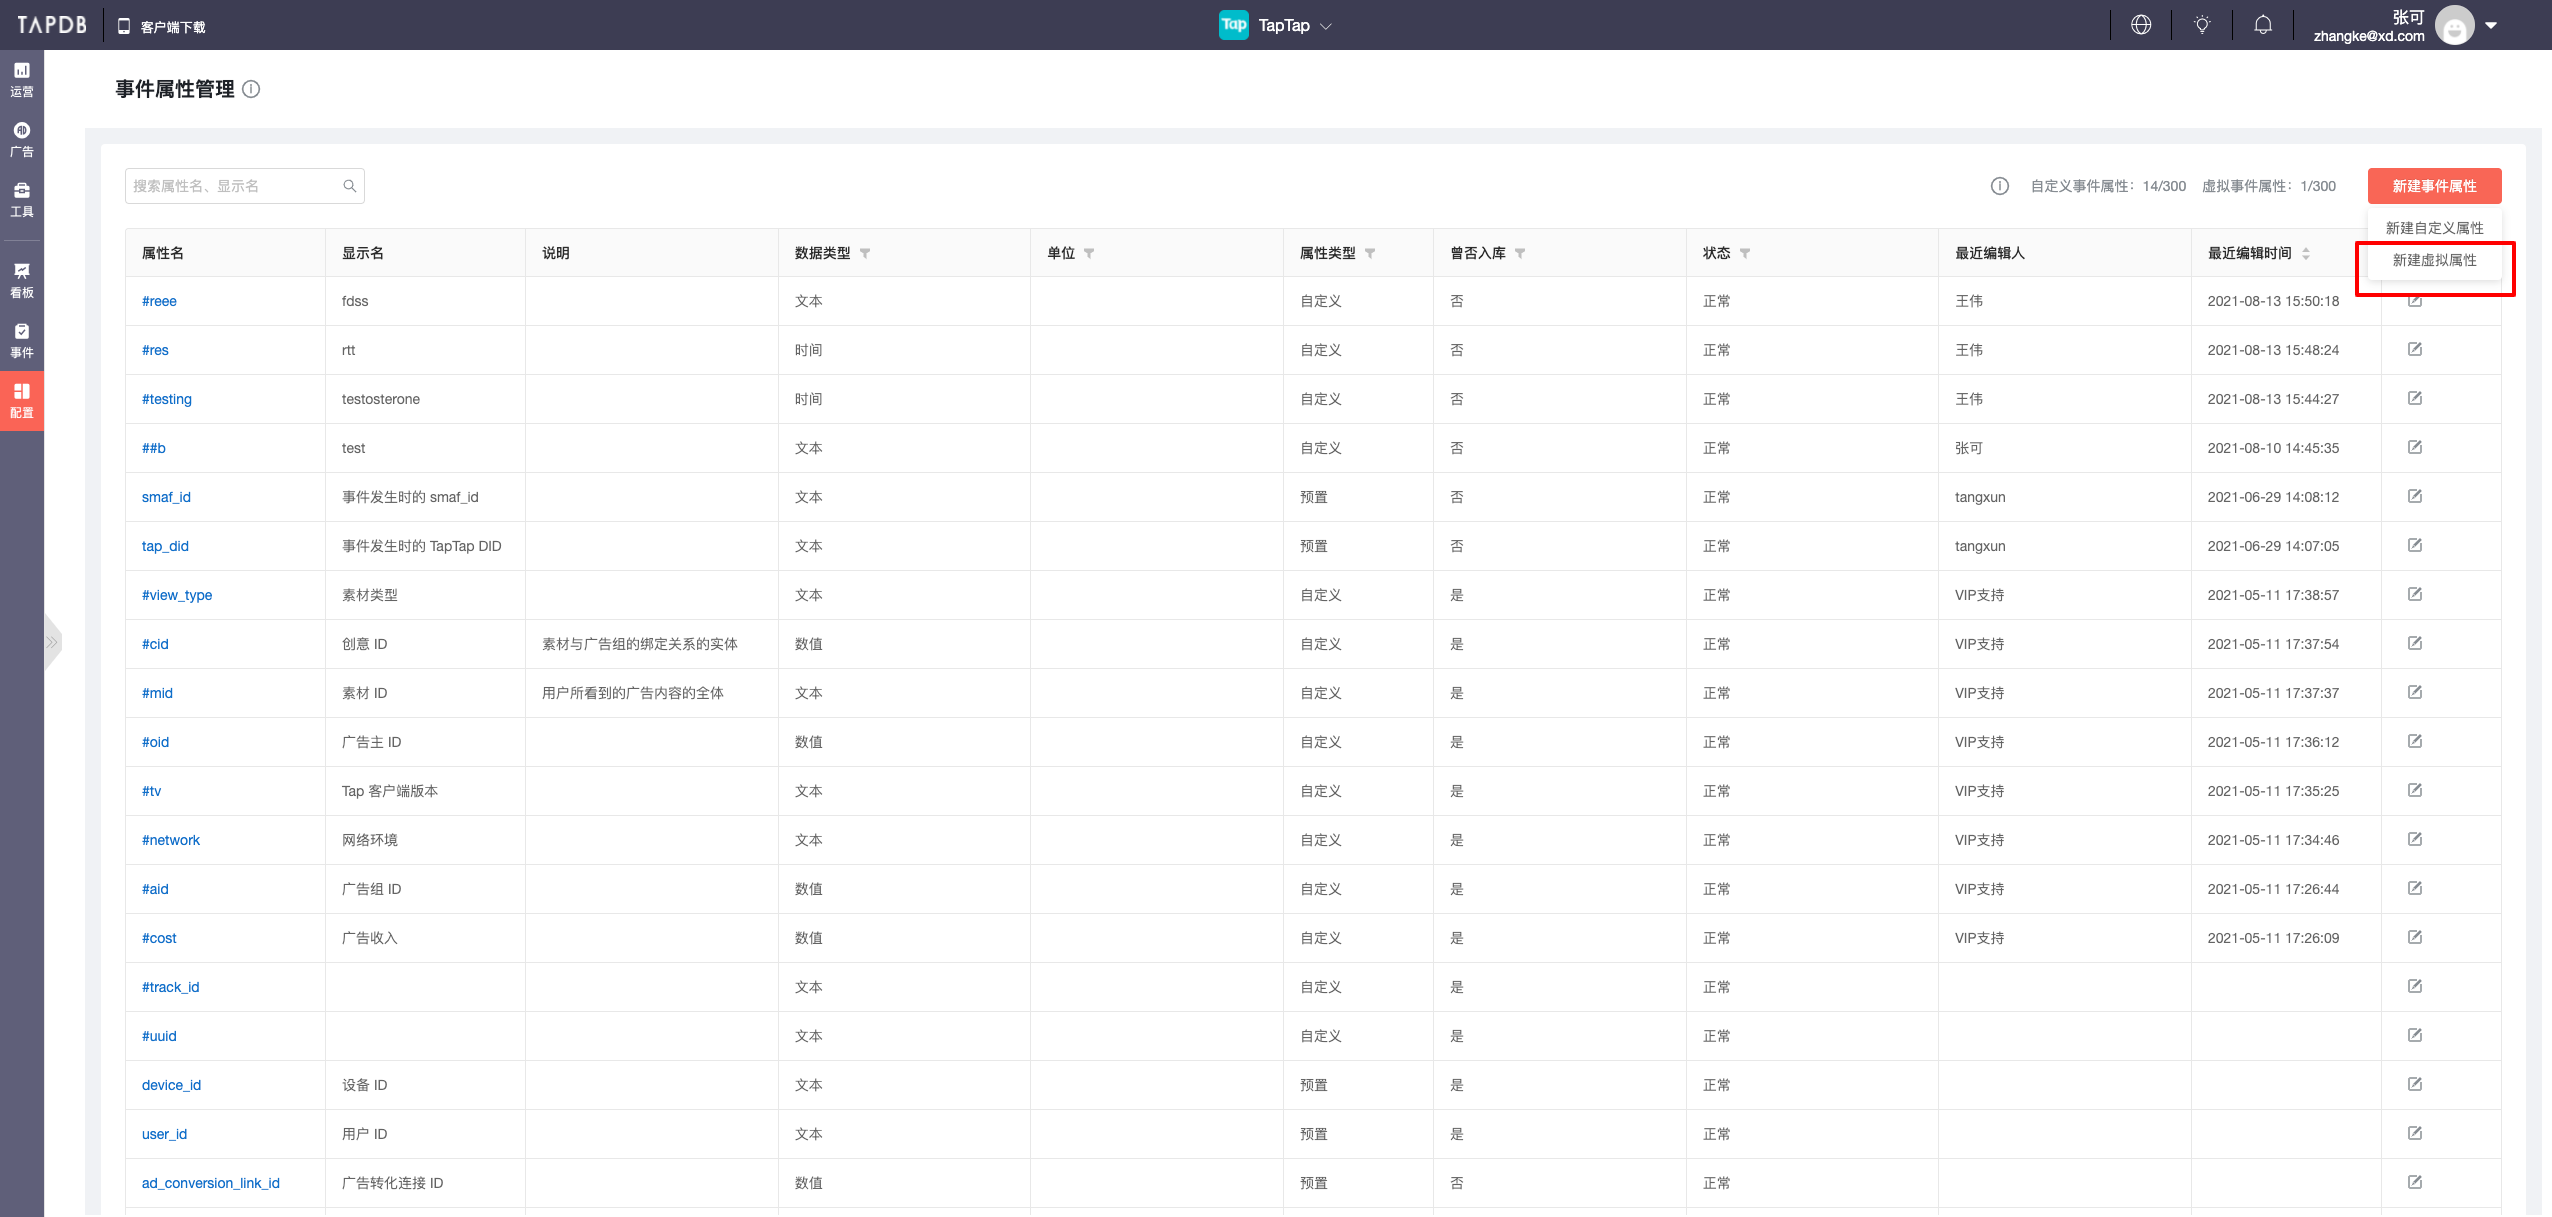 TAPDB 客户端下载 Tap TapTap 张可
zhangke@xd.com
运营
广告
工具
看板
事件
配置
事件属性管理
搜索属性名、显示名 自定义事件属性：14/300 虚拟事件属性：1/300 新建事件属性
新建自定义属性
新建虚拟属性
属性名 显示名 说明 数据类型 单位 属性类型 曾否入库 状态 最近编辑人 最近编辑时间
#reee fdss 文本 自定义 否 正常 王伟 2021-08-13 15:50:18
#res rtt 时间 自定义 否 正常 王伟 2021-08-13 15:48:24
#testing testosterone 时间 自定义 否 正常 王伟 2021-08-13 15:44:27
##b test 文本 自定义 否 正常 张可 2021-08-10 14:45:35
smaf_id 事件发生时的 smaf_id 文本 预置 否 正常 tangxun 2021-06-29 14:08:12
tap_did 事件发生时的 TapTap DID 文本 预置 否 正常 tangxun 2021-06-29 14:07:05
#view_type 素材类型 文本 自定义 是 正常 VIP支持 2021-05-11 17:38:57
#cid 创意 ID 素材与广告组的绑定关系的实体 数值 自定义 是 正常 VIP支持 2021-05-11 17:37:54
#mid 素材 ID 用户所看到的广告内容的全体 文本 自定义 是 正常 VIP支持 2021-05-11 17:37:37
#oid 广告主 ID 数值 自定义 是 正常 VIP支持 2021-05-11 17:36:12
#tv Tap 客户端版本 文本 自定义 是 正常 VIP支持 2021-05-11 17:35:25
#network 网络环境 文本 自定义 是 正常 VIP支持 2021-05-11 17:34:46
#aid 广告组 ID 数值 自定义 是 正常 VIP支持 2021-05-11 17:26:44
#cost 广告收入 数值 自定义 是 正常 VIP支持 2021-05-11 17:26:09
#track_id 文本 自定义 是 正常
#uuid 文本 自定义 是 正常
device_id 设备 ID 文本 预置 是 正常
user_id 用户 ID 文本 预置 是 正常
ad_conversion_link_id 广告转化连接 ID 数值 预置 否 正常